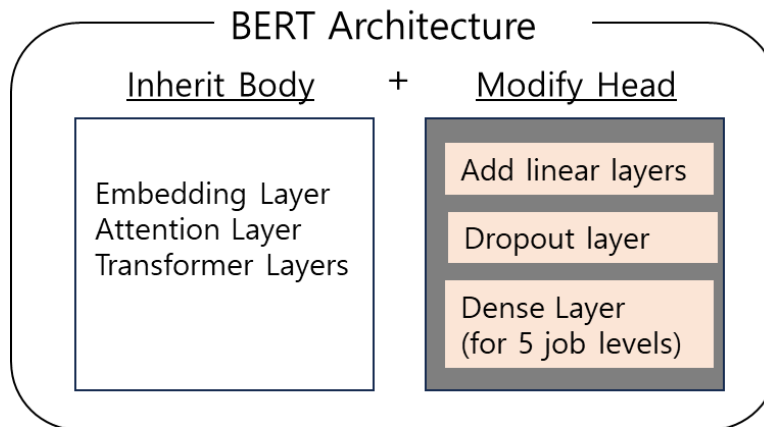 BERT Architecture
Inherit Body + Modify Head
Embedding Layer
Attention Layer
Transformer Layers
Add linear layers
Dropout layer
Dense Layer
(for 5 job levels)